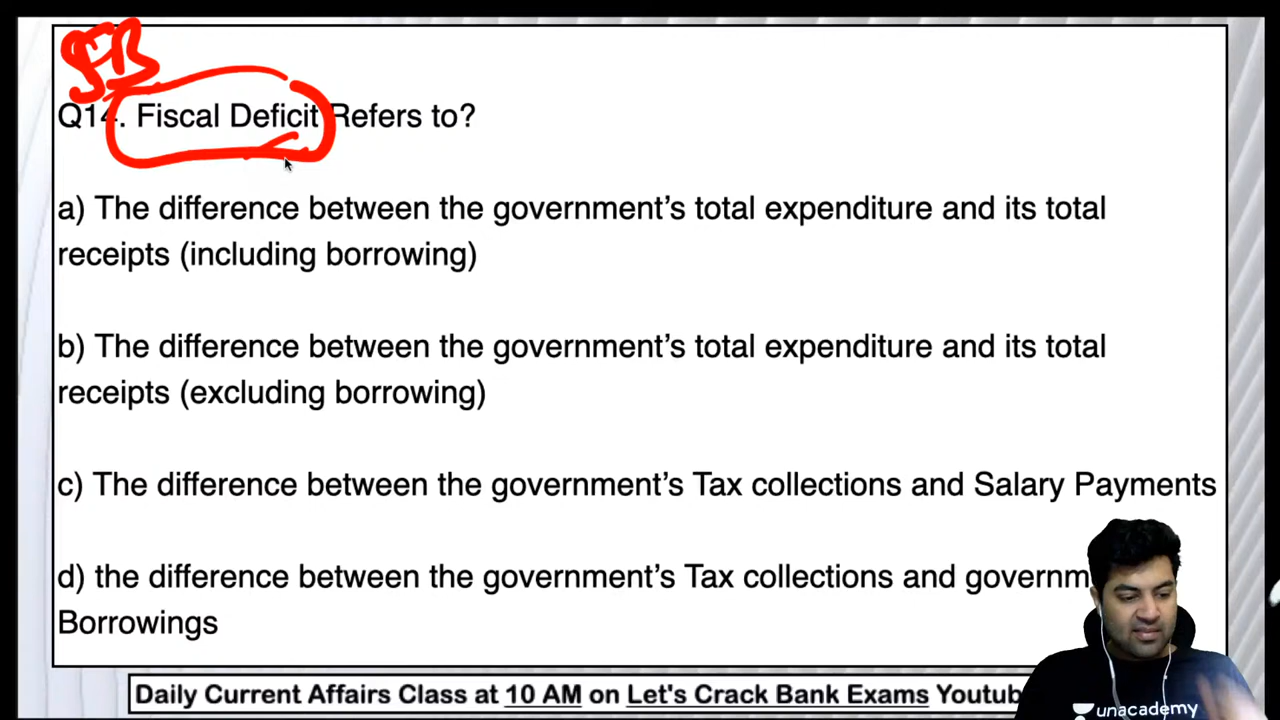 Q14. Fiscal Deficit Refers to?
a) The difference between the government’s total expenditure and its total
receipts (including borrowing)
b) The difference between the government’s total expenditure and its total
receipts (excluding borrowing)
c) The difference between the government’s Tax collections and Salary Payments
d) the difference between the government’s Tax collections and
Borrowings
Daily Current Affairs Class at 10 AM on Let's Crack Bank Exams
unacademy